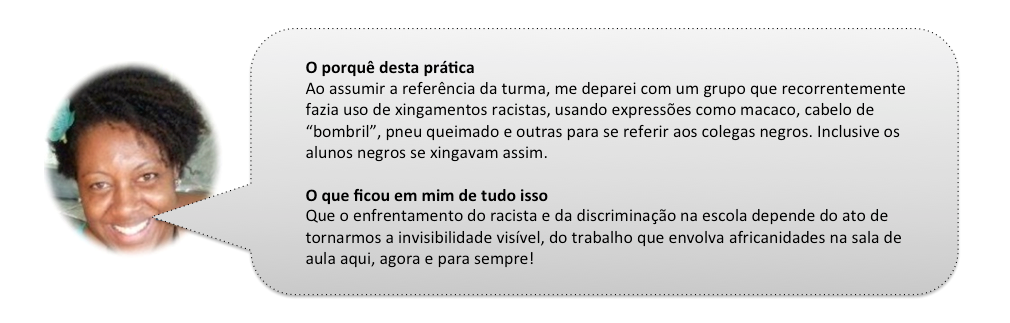 O porquê desta prática
Ao assumir a referência da turma, me deparei com um grupo que recorrentemente
fazia uso de xingamentos racistas, usando expressões como macaco, cabelo de
“bombril”, pneu queimado e outras para se referir aos colegas negros. Inclusive os
alunos negros se xingavam assim.
O que ficou em mim de tudo isso
Que o enfrentamento do racista e da discriminação na escola depende do ato de
tornarmos a invisibilidade visível, do trabalho que envolva africanidades na sala de
aula aqui, agora e para sempre!